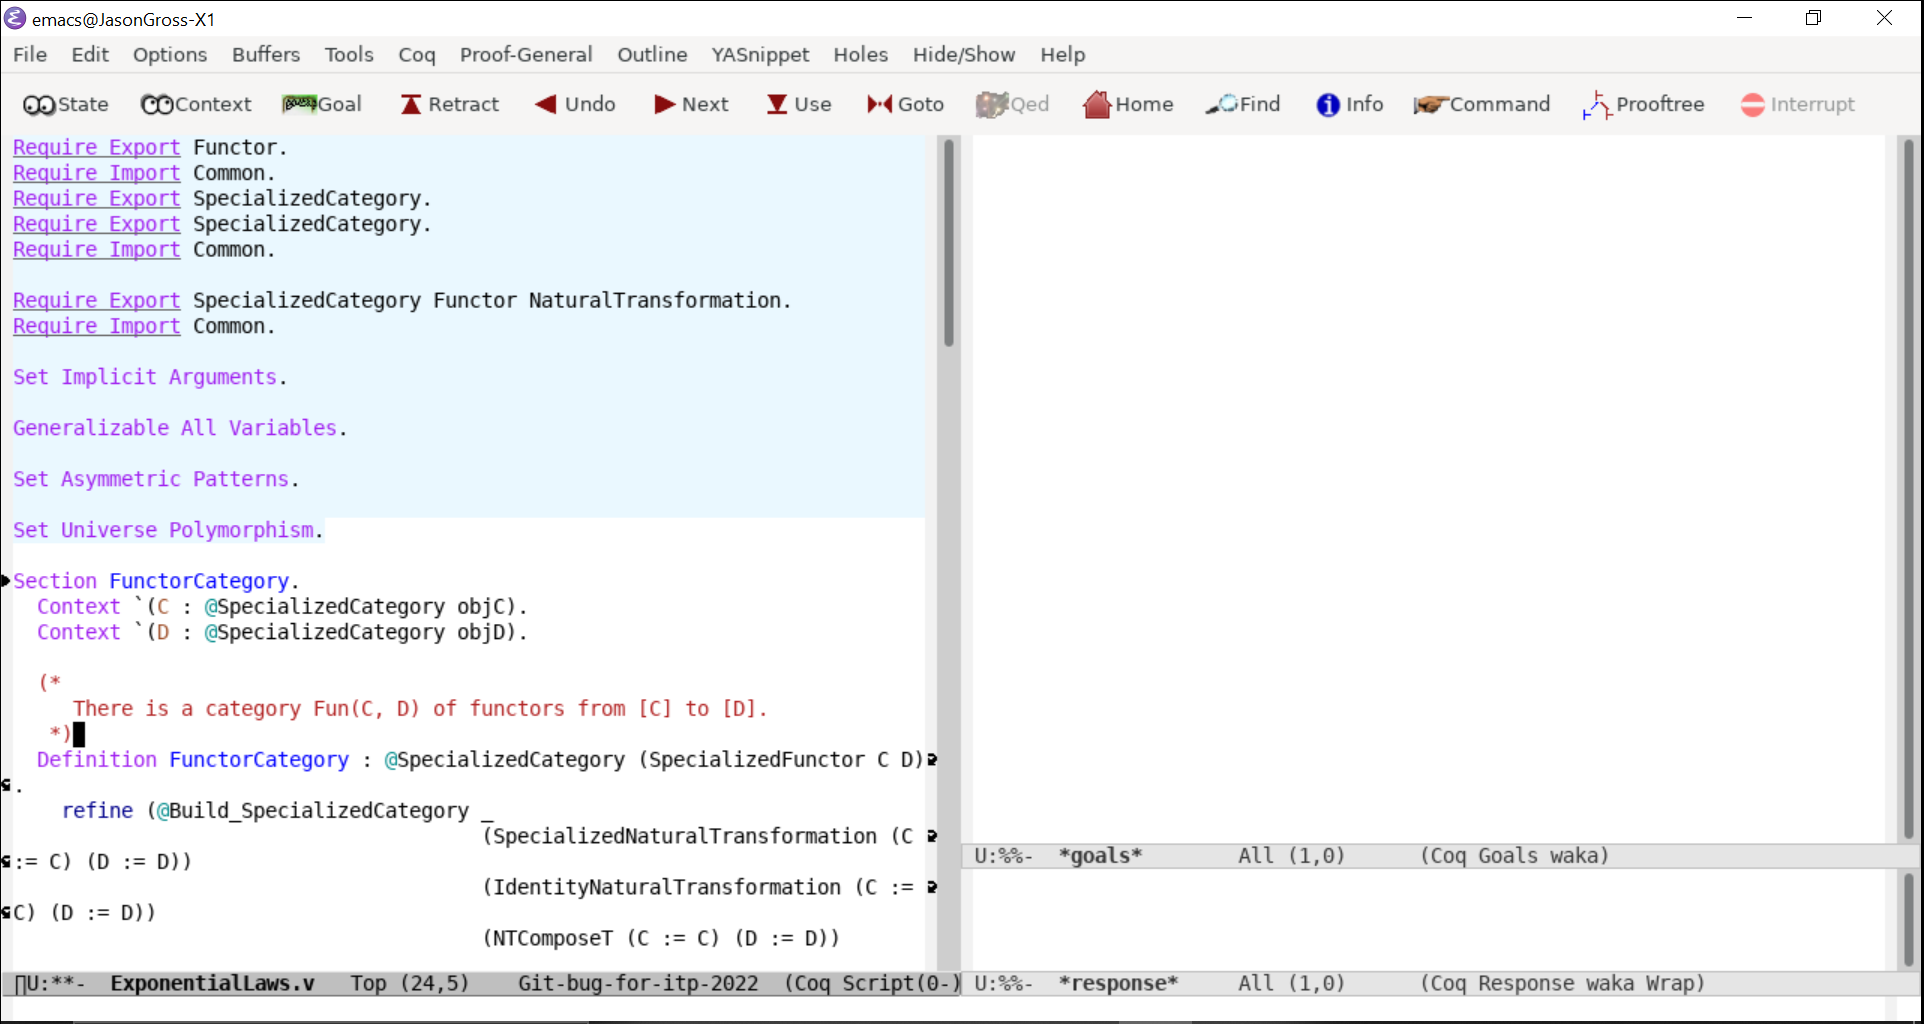 emacs@JasonGross-X1
File Edit Options Buffers Tools Coq Proof-General Outline YASnippet Holes Hide/Show Help
State Context Goal Retract Undo Next Use Goto Qed Home Find Info Command Prooftree Interrupt
Require Export Functor.
Require Import Common.
Require Export SpecializedCategory.
Require Export SpecializedCategory.
Require Import Common.
Require Export SpecializedCategory Functor NaturalTransformation.
Require Import Common.
Set Implicit Arguments.
Generalizable All Variables.
Set Asymmetric Patterns.
Set Universe Polymorphism.
Section FunctorCategory.
Context `(C : @SpecializedCategory objC).
Context `(D : @SpecializedCategory objD).
(*
There is a category Fun(C, D) of functors from [C] to [D].
*)
Definition FunctorCategory : @SpecializedCategory (SpecializedFunctor C D)
.
refine (@Build_SpecializedCategory _
(SpecializedNaturalTransformation (C
:= C) (D := D))
(IdentityNaturalTransformation (C :=
C) (D := D))
(NTComposeT (C := C) (D := D))
U:**- ExponentialLaws.v Top (24,5) Git-bug-for-itp-2022 (Coq Script(0-)
U:%%- *goals* All (1,0) (Coq Goals waka)
U:%%- *response* All (1,0) (Coq Response waka Wrap)